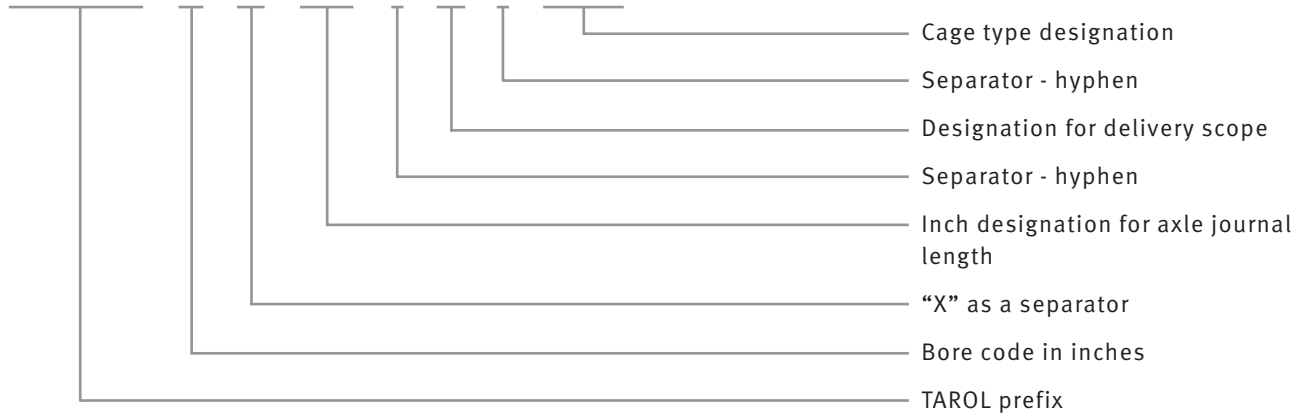 Cage type designation
Separator - hyphen
Designation for delivery scope
Separator - hyphen
Inch designation for axle journal
length
“X” as a separator
Bore code in inches
TAROL prefix